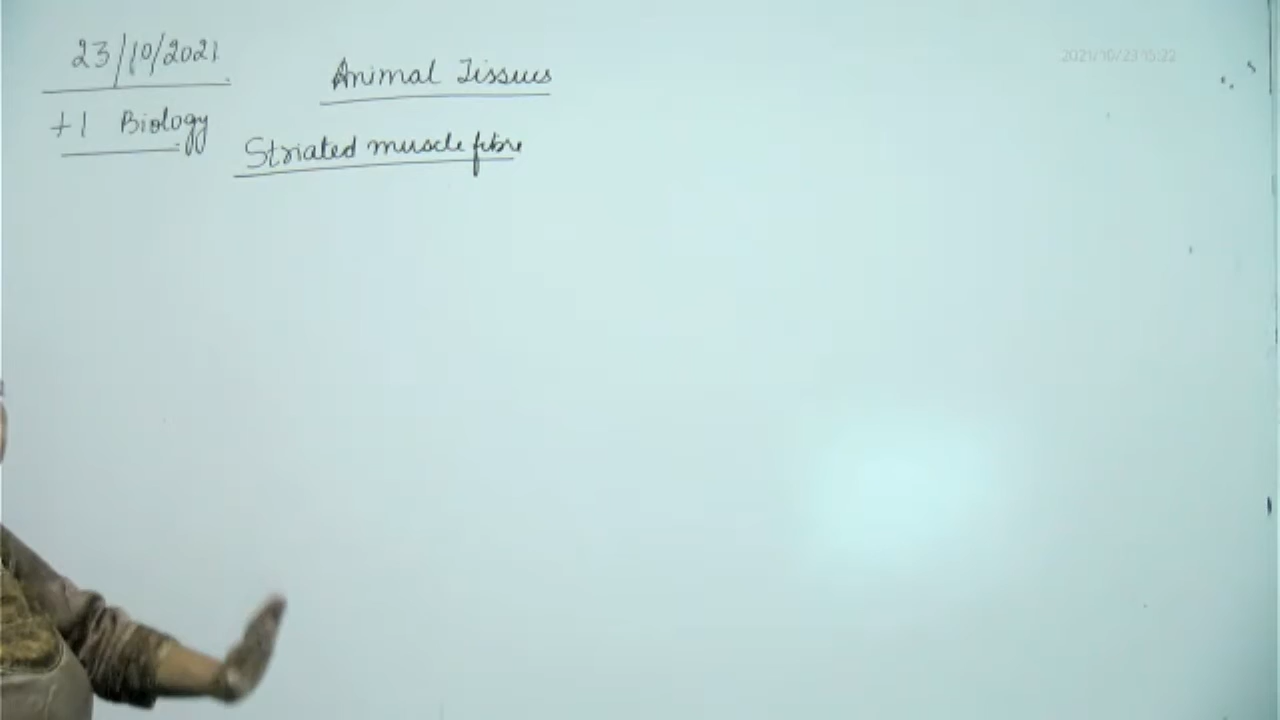 23/10/2021
+1 Biology
Animal Tissues
Striated muscle fibre
2021/10/23 15:22